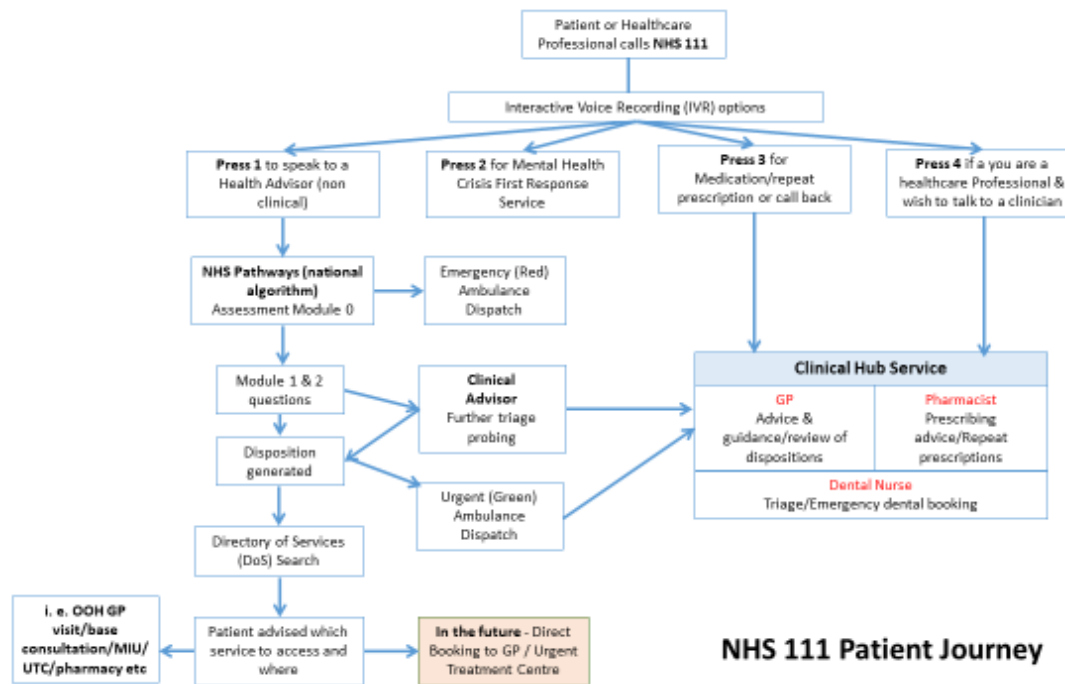 Patient or Healthcare
Professional calls NHS 111
Interactive Voice Recording (IVR) options
Press 1 to speak to a
Health Advisor (non
clinical)
Press 2 for Mental Health
Crisis First Response
Service
Press 3 for
Medication/repeat
prescription or call back
Press 4 if a you are a
healthcare Professional &
wish to talk to a clinician
NHS Pathways (national
algorithm)
Assessment Module 0
Emergency (Red)
Ambulance
Dispatch
Module 1 & 2
questions
Clinical
Advisor
Further triage
probing
Clinical Hub Service
GP
Advice &
guidance/review of
dispositions
Pharmacist
Prescribing
advice/Repeat
prescriptions
Dental Nurse
Triage/Emergency dental booking
Disposition
generated
Urgent (Green)
Ambulance
Dispatch
Directory of Services
(DoS) Search
i. e. OOH GP
visit/base
consultation/MIU/
UTC/pharmacy etc
Patient advised which
service to access and
where
In the future - Direct
Booking to GP / Urgent
Treatment Centre
NHS 111 Patient Journey